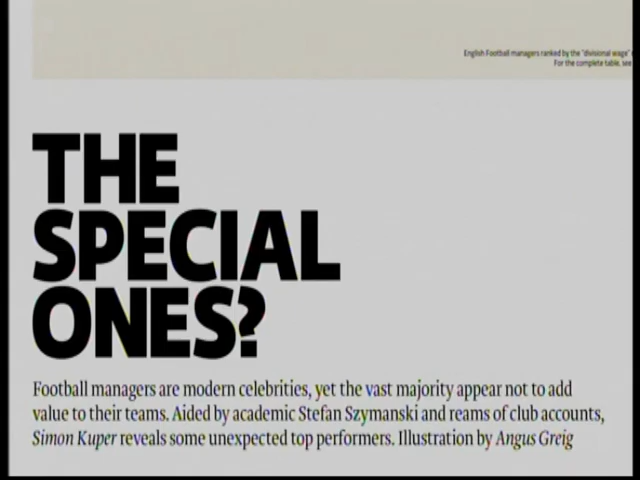 English Football managers ranked by the "divisional wage"
For the complete table, see
THE
SPECIAL
ONES?
Football managers are modern celebrities, yet the vast majority appear not to add
value to their teams. Aided by academic Stefan Szymanski and reams of club accounts,
Simon Kuper reveals some unexpected top performers. Illustration by Angus Greig